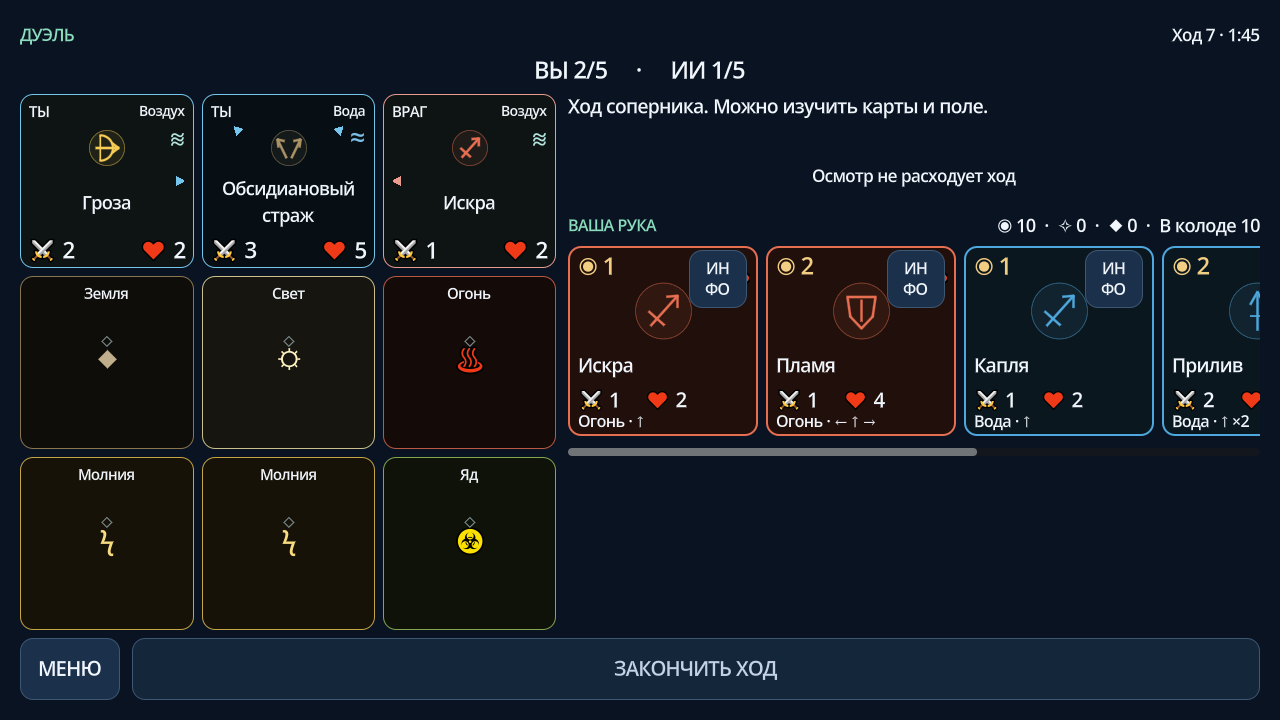 ДУЭЛЬ
Ход 7 · 1:45
ВЫ 2/5 · ИИ 1/5
ТЫ Воздух
Гроза
2 2
ТЫ Вода
Обсидиановый
страж
3 5
ВРАГ Воздух
Искра
1 2
Ход соперника. Можно изучить карты и поле.
Осмотр не расходует ход
ВАША РУКА
◉ 10 · ✧ 0 · ◆ 0 · В колоде 10
◉ 1
ИН
ФО
Искра
1 2
Огонь · ↑
◉ 2
ИН
ФО
Пламя
1 4
Огонь · ← ↑ →
◉ 1
ИН
ФО
Капля
1 2
Вода · ↑
◉ 2
Прилив
2
Вода · ↑ ×2
Земля
Свет
Огонь
Молния
Молния
Яд
МЕНЮ
ЗАКОНЧИТЬ ХОД